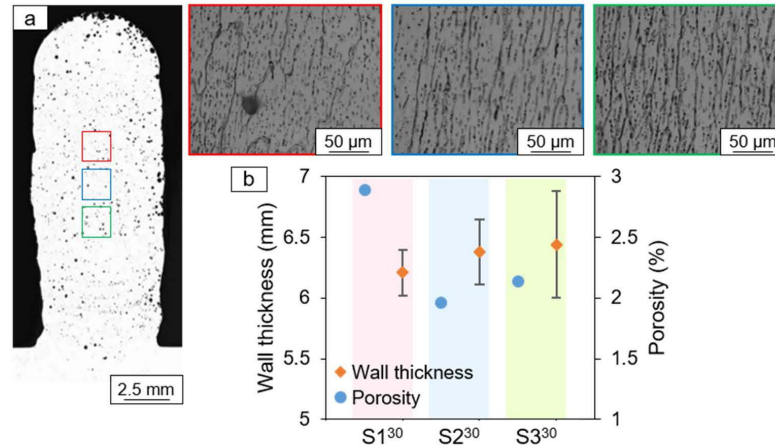 a
50 µm
50 µm
50 µm
2.5 mm
b
7
6.5
6
5.5
5
Wall thickness (mm)
3
2.5
2
1.5
1
Porosity (%)
Wall thickness
Porosity
S1³⁰
S2³⁰
S3³⁰